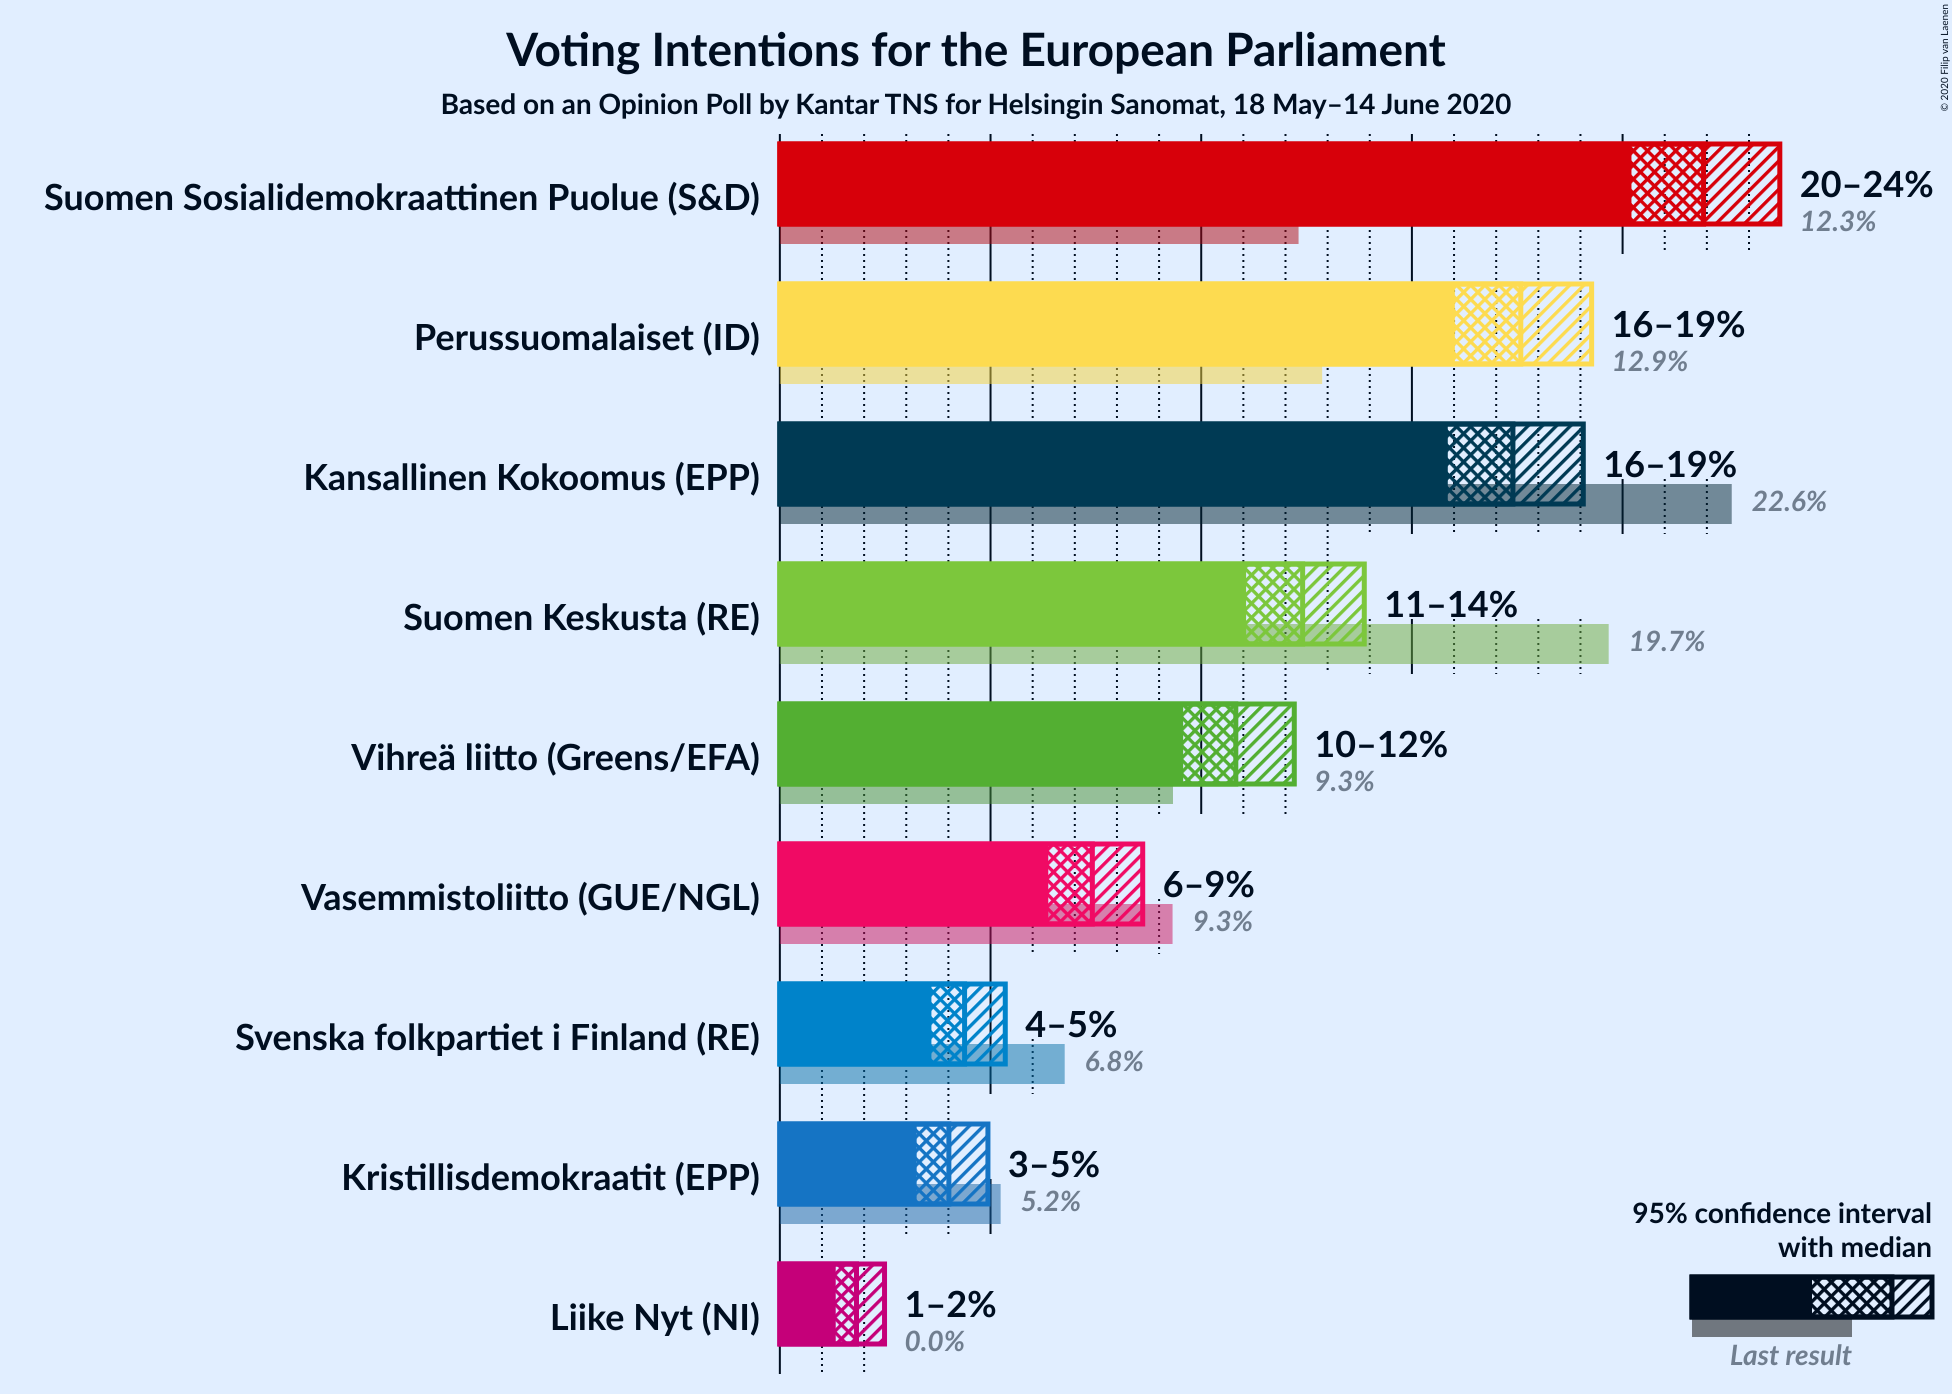 Voting Intentions for the European Parliament
Based on an Opinion Poll by Kantar TNS for Helsingin Sanomat, 18 May–14 June 2020
© 2020 Filip van Laenen
Suomen Sosialidemokraattinen Puolue (S&D)
20–24%
12.3%
Perussuomalaiset (ID)
16–19%
12.9%
Kansallinen Kokoomus (EPP)
16–19%
22.6%
Suomen Keskusta (RE)
11–14%
19.7%
Vihreä liitto (Greens/EFA)
10–12%
9.3%
Vasemmistoliitto (GUE/NGL)
6–9%
9.3%
Svenska folkpartiet i Finland (RE)
4–5%
6.8%
Kristillisdemokraatit (EPP)
3–5%
5.2%
Liike Nyt (NI)
1–2%
0.0%
95% confidence interval
with median
Last result